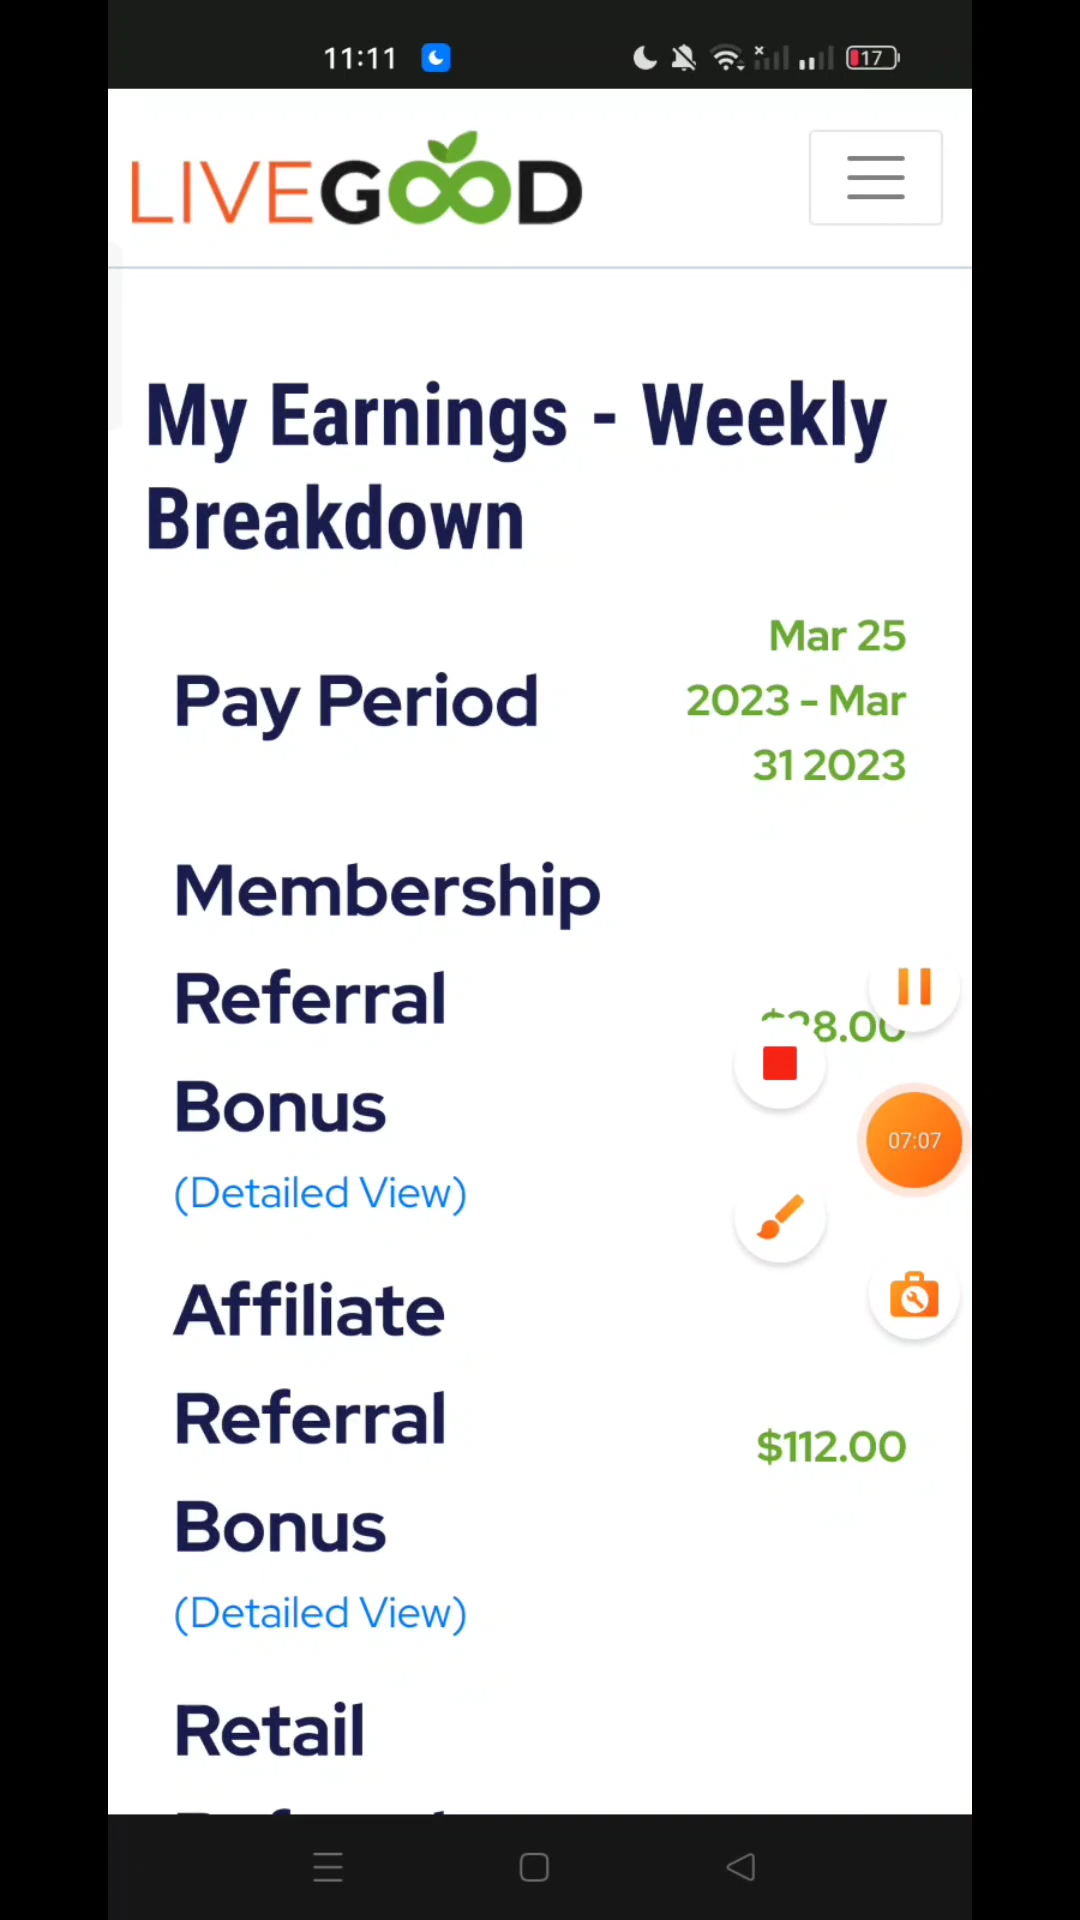 11:11
17
LIVEGOOD
My Earnings - Weekly
Breakdown
Mar 25
Pay Period
2023 - Mar
31 2023
Membership
Referral
Bonus
(Detailed View)
07:07
Affiliate
Referral
$112.00
Bonus
(Detailed View)
Retail